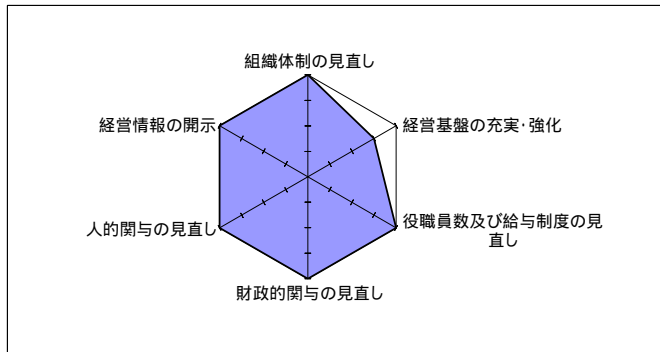 組織体制の見直し
経営基盤の充実・強化
役職員数及び給与制度の見
直し
財政的関与の見直し
人的関与の見直し
経営情報の開示